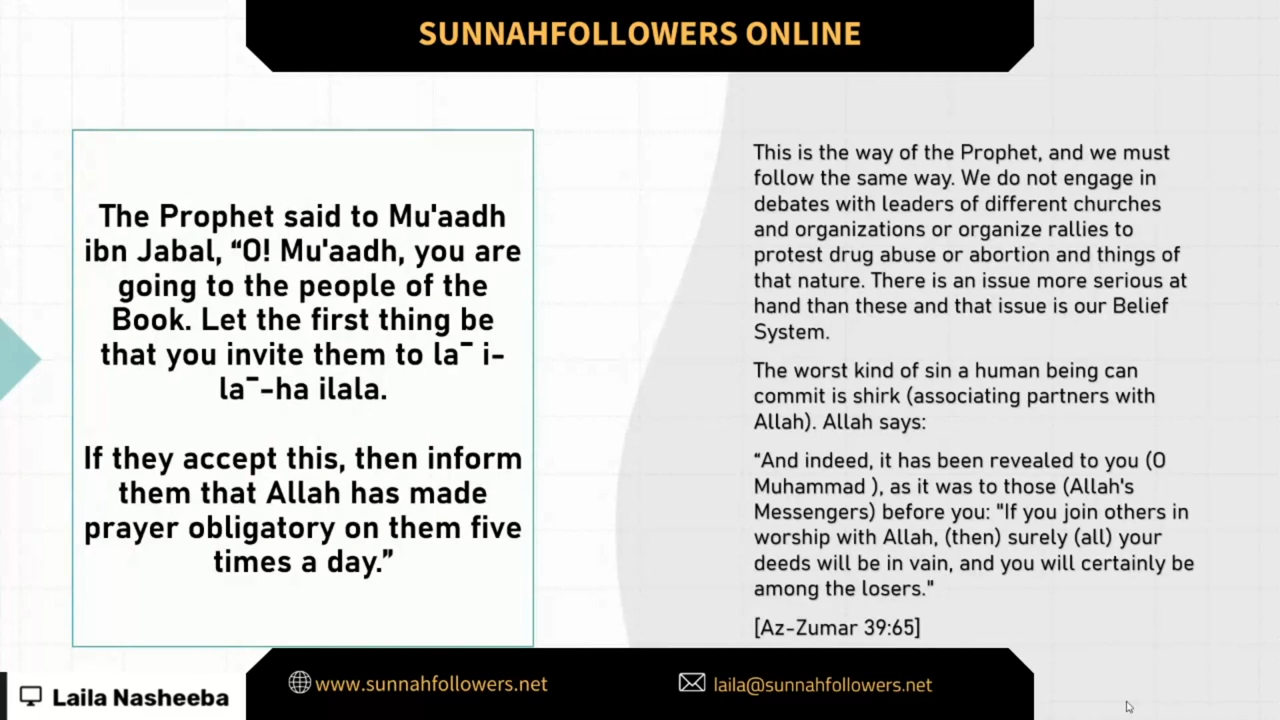 SUNNAHFOLLOWERS ONLINE
The Prophet said to Mu'aadh
ibn Jabal, “O! Mu'aadh, you are
going to the people of the
Book. Let the first thing be
that you invite them to la¯ i-
la¯-ha ilala.
If they accept this, then inform
them that Allah has made
prayer obligatory on them five
times a day.”
This is the way of the Prophet, and we must
follow the same way. We do not engage in
debates with leaders of different churches
and organizations or organize rallies to
protest drug abuse or abortion and things of
that nature. There is an issue more serious at
hand than these and that issue is our Belief
System.
The worst kind of sin a human being can
commit is shirk (associating partners with
Allah). Allah says:
“And indeed, it has been revealed to you (O
Muhammad ), as it was to those (Allah's
Messengers) before you: "If you join others in
worship with Allah, (then) surely (all) your
deeds will be in vain, and you will certainly be
among the losers."
[Az-Zumar 39:65]
Laila Nasheeba
www.sunnahfollowers.net
laila@sunnahfollowers.net